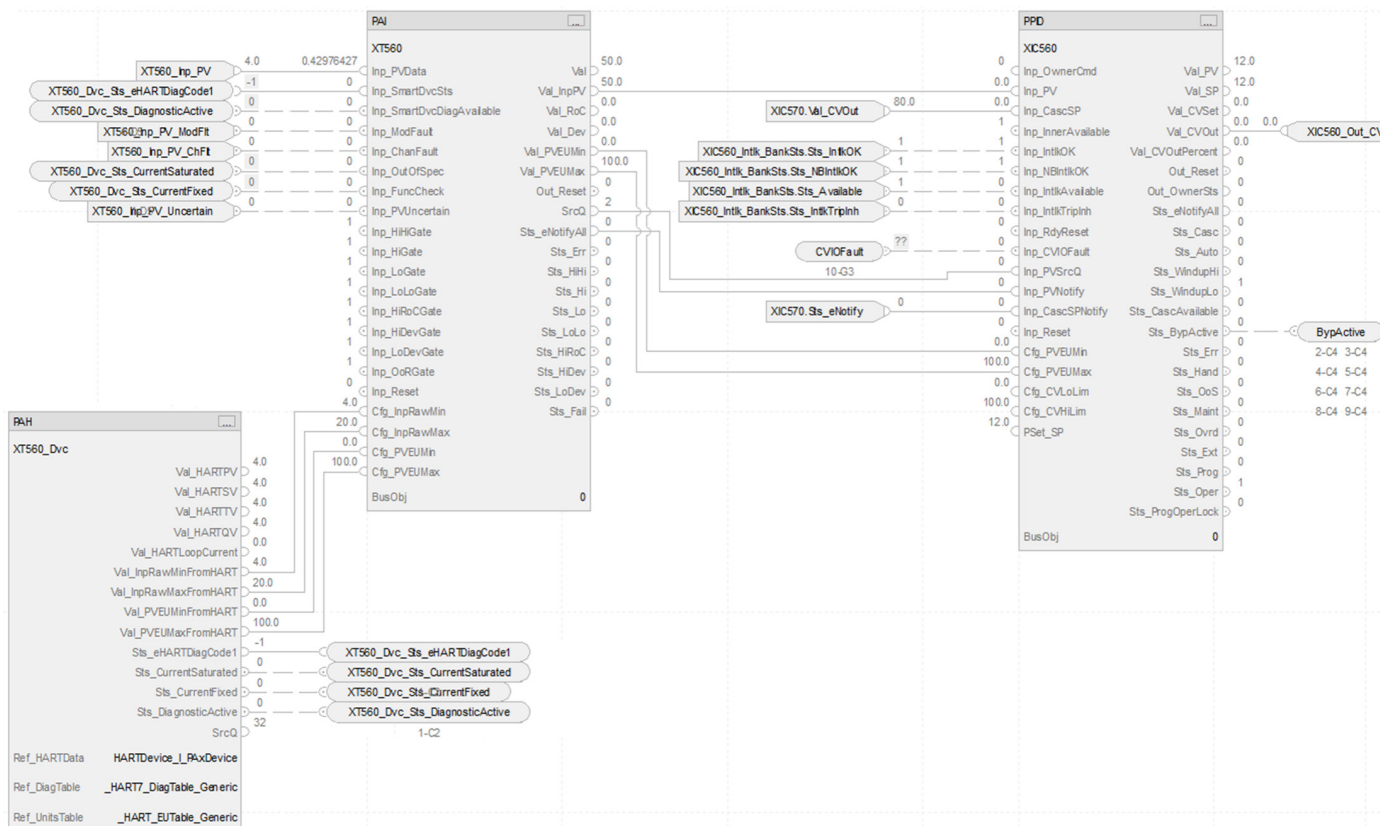 PAI
...
XT560
XT560_Inp_PV
4.0
0.42976427
Inp_PVData
Val
50.0
XT560_Dvc_Sts_eHARTDiagCode1
-1
0
Inp_SmartDvcSts
Val_InpPV
50.0
XT560_Dvc_Sts_DiagnosticActive
0
0
Inp_SmartDvcDiagAvailable
Val_RoC
0.0
0
0
Inp_ModFault
Val_Dev
0.0
XT560_Inp_PV_ChFlt
0
0
Inp_ChanFault
Val_PVEUMin
0.0
XT560_Dvc_Sts_CurrentSaturated
0
0
Inp_OutOfSpec
Val_PVEUMax
100.0
XT560_Dvc_Sts_CurrentFixed
0
0
Inp_FuncCheck
Out_Reset
0
0
0
Inp_PVUncertain
SrcQ
2
1
Inp_HiHiGate
Sts_eNotifyAll
0
1
Inp_HiGate
Sts_Err
0
1
Inp_LoGate
Sts_HiHi
0
1
Inp_LoLoGate
Sts_Hi
0
1
Inp_HiRoCGate
Sts_Lo
0
1
Inp_HiDevGate
Sts_LoLo
0
1
Inp_LoDevGate
Sts_HiRoC
0
1
Inp_OoRGate
Sts_HiDev
0
0
Inp_Reset
Sts_LoDev
0
4.0
Cfg_InpRawMin
Sts_Fail
0
20.0
Cfg_InpRawMax
0.0
Cfg_PVEUMin
100.0
Cfg_PVEUMax
BusObj
0
PPID
...
XIC560
0
Inp_OwnerCmd
Val_PV
12.0
0.0
Inp_PV
Val_SP
12.0
XIC570.Val_CVOut
80.0
0.0
Inp_CascSP
Val_CVSet
0.0
1
Inp_InnerAvailable
Val_CVOut
0.0
0.0
XIC560_Out_CV
XIC560_Intlk_BankSts.Sts_IntlkOK
1
1
Inp_IntlkOK
Val_CVOutPercent
0.0
XIC560_Intlk_BankSts.Sts_NBIntlkOK
1
1
Inp_NBIntlkOK
Out_Reset
0
XIC560_Intlk_BankSts.Sts_Available
1
0
Inp_IntlkAvailable
Out_OwnerSts
0
XIC560_Intlk_BankSts.Sts_IntlkTripInh
0
0
Inp_IntlkTripInh
Sts_eNotifyAll
0
0
Inp_RdyReset
Sts_Casc
0
CVIOFault
??
0
Inp_CVIOFault
Sts_Auto
0
10-G3
0
Inp_PVSrcQ
Sts_WindupHi
0
0
Inp_PVNotify
Sts_WindupLo
1
XIC570.Sts_eNotify
0
0
Inp_CascSPNotify
Sts_CascAvailable
0
0
Inp_Reset
Sts_BypActive
0
BypActive
0.0
Cfg_PVEUMin
Sts_Err
0
2-C4 3-C4
100.0
Cfg_PVEUMax
Sts_Hand
0
4-C4 5-C4
0.0
Cfg_CVLoLim
Sts_OoS
0
6-C4 7-C4
100.0
Cfg_CVHiLim
Sts_Maint
0
8-C4 9-C4
12.0
PSet_SP
Sts_Ovrd
0
Sts_Ext
0
Sts_Prog
0
Sts_Oper
1
Sts_ProgOperLock
0
BusObj
0
PAH
...
XT560_Dvc
Val_HARTPV
4.0
Val_HARTSV
4.0
Val_HARTTV
4.0
Val_HARTQV
4.0
Val_HARTLoopCurrent
0.0
Val_InpRawMinFromHART
4.0
Val_InpRawMaxFromHART
20.0
Val_PVEUMinFromHART
0.0
Val_PVEUMaxFromHART
100.0
Sts_eHARTDiagCode1
-1
XT560_Dvc_Sts_eHARTDiagCode1
Sts_CurrentSaturated
0
XT560_Dvc_Sts_CurrentSaturated
Sts_CurrentFixed
0
XT560_Dvc_Sts_CurrentFixed
Sts_DiagnosticActive
0
XT560_Dvc_Sts_DiagnosticActive
SrcQ
32
1-C2
Ref_HARTData
HARTDevice_I_PAxDevice
Ref_DiagTable
_HART7_DiagTable_Generic
Ref_UnitsTable
_HART_EUTable_Generic